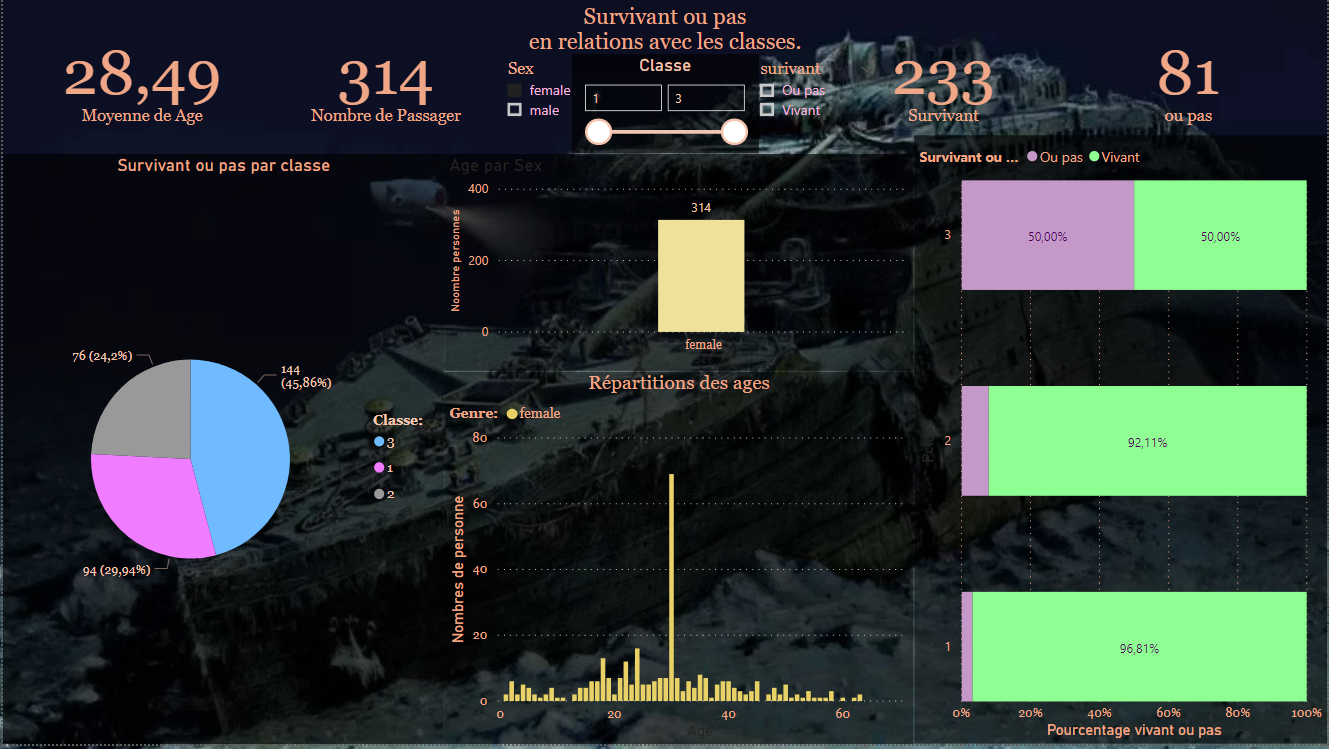 Survivant ou pas
en relations avec les classes.
28,49
Moyenne de Age
314
Nombre de Passager
Sex
female
male
Classe
1
3
surivant
Ou pas
Vivant
233
Survivant
81
ou pas
Survivant ou pas par classe
76 (24,2%)
144
(45,86%)
94 (29,94%)
Classe:
3
1
2
Age par Sex
Noombre personnes
400
200
0
314
female
Répartitions des ages
Genre:
female
Nombres de personne
80
60
40
20
0
0
20
40
60
Age
Survivant ou ...
Ou pas
Vivant
3
50,00%
50,00%
2
92,11%
1
96,81%
0%
20%
40%
60%
80%
100%
Pourcentage vivant ou pas